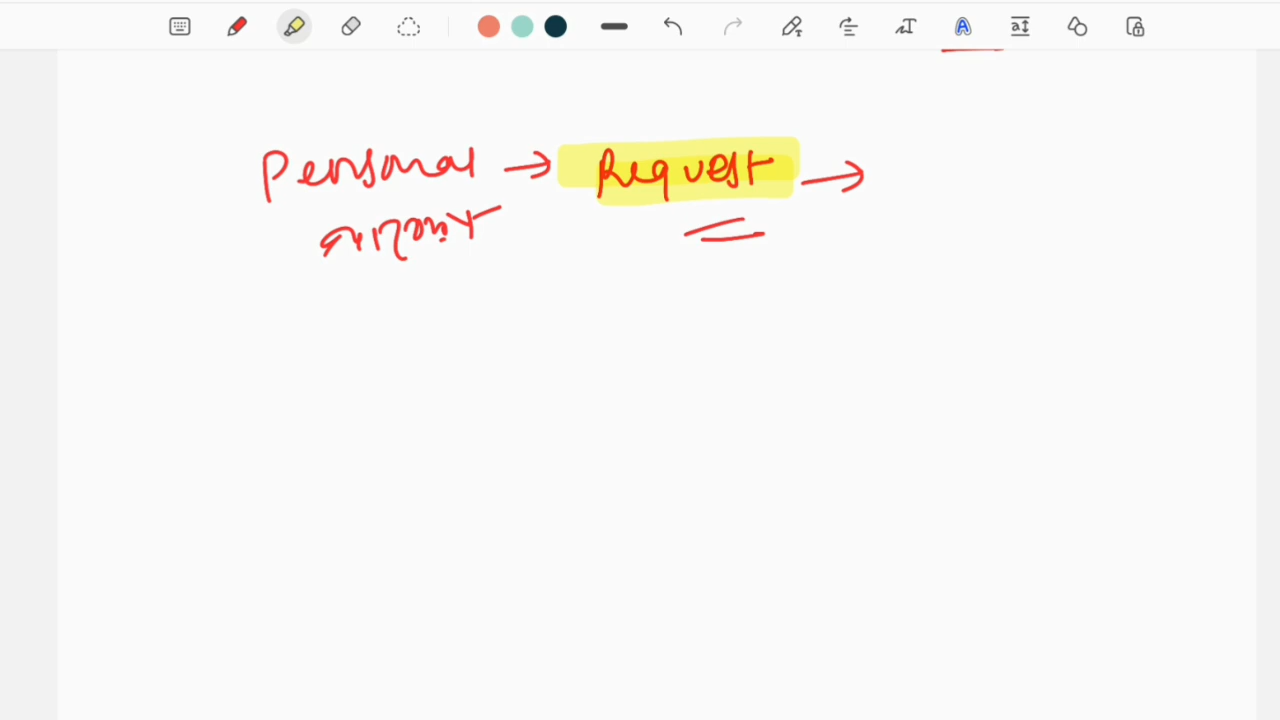 Personal → Request →